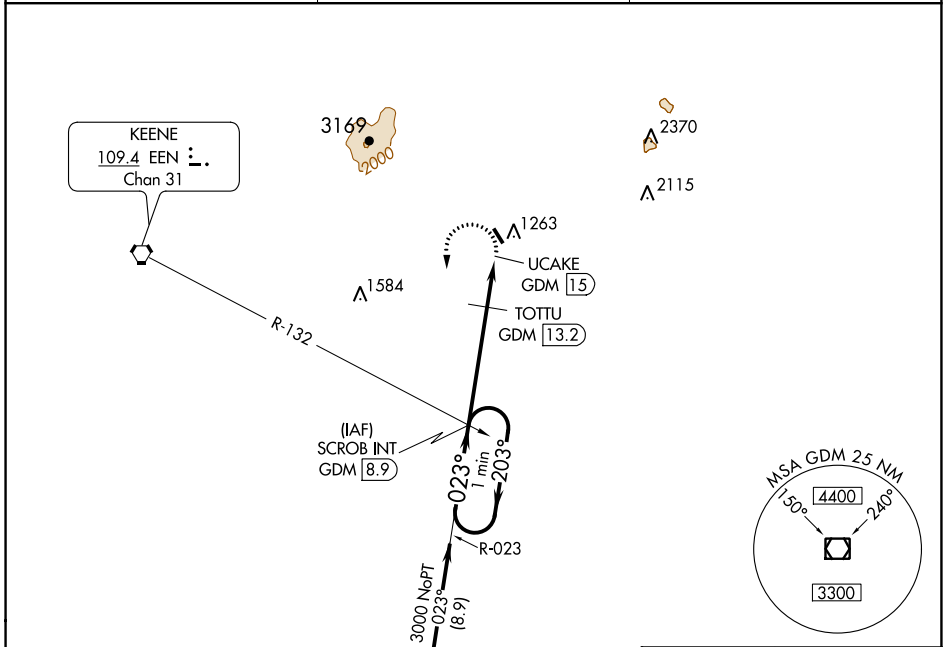 KEENE
109.4 EEN
Chan 31
3169
2000
2370
2115
1263
1584
UCAKE
GDM 15
TOTTU
GDM 13.2
R-132
(IAF)
SCROB INT
GDM 8.9
023°
1 min
203°
R-023
3000 NoPT
023°
(8.9)
MSA GDM 25 NM
4400
150°
240°
3300